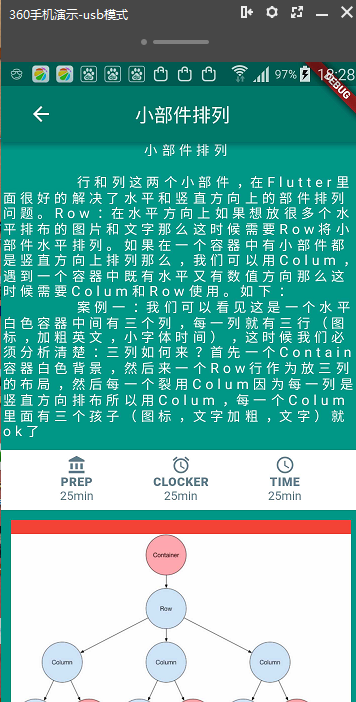 360手机演示-usb模式
97% 18:28
DEBUG
小部件排列
小部件排列
行和列这两个小部件，在Flutter里
面很好的解决了水平和竖直方向上的部件排列
问题。Row：在水平方向上如果想放很多个水
平排布的图片和文字那么这时候需要Row将小
部件水平排列。如果在一个容器中有小部件都
是竖直方向上排列那么，我们可以用Colum，
遇到一个容器中既有水平又有数值方向那么这
时候需要Colum和Row使用。如下：
案例一：我们可以看见这是一个水平
白色容器中间有三个列，每一列就有三行（图
标，加粗英文，小字体时间），这时候我们必
须分析清楚：三列如何来？首先一个Contain
容器白色背景，然后来一个Row行作为放三列
的布局，然后每一个裂用Colum因为每一列是
竖直方向排布所以用Colum，每一个Colum
里面有三个孩子（图标，文字加粗，文字）就
ok了
PREP CLOCKER TIME
25min 25min 25min
Container
Row
Column Column Column